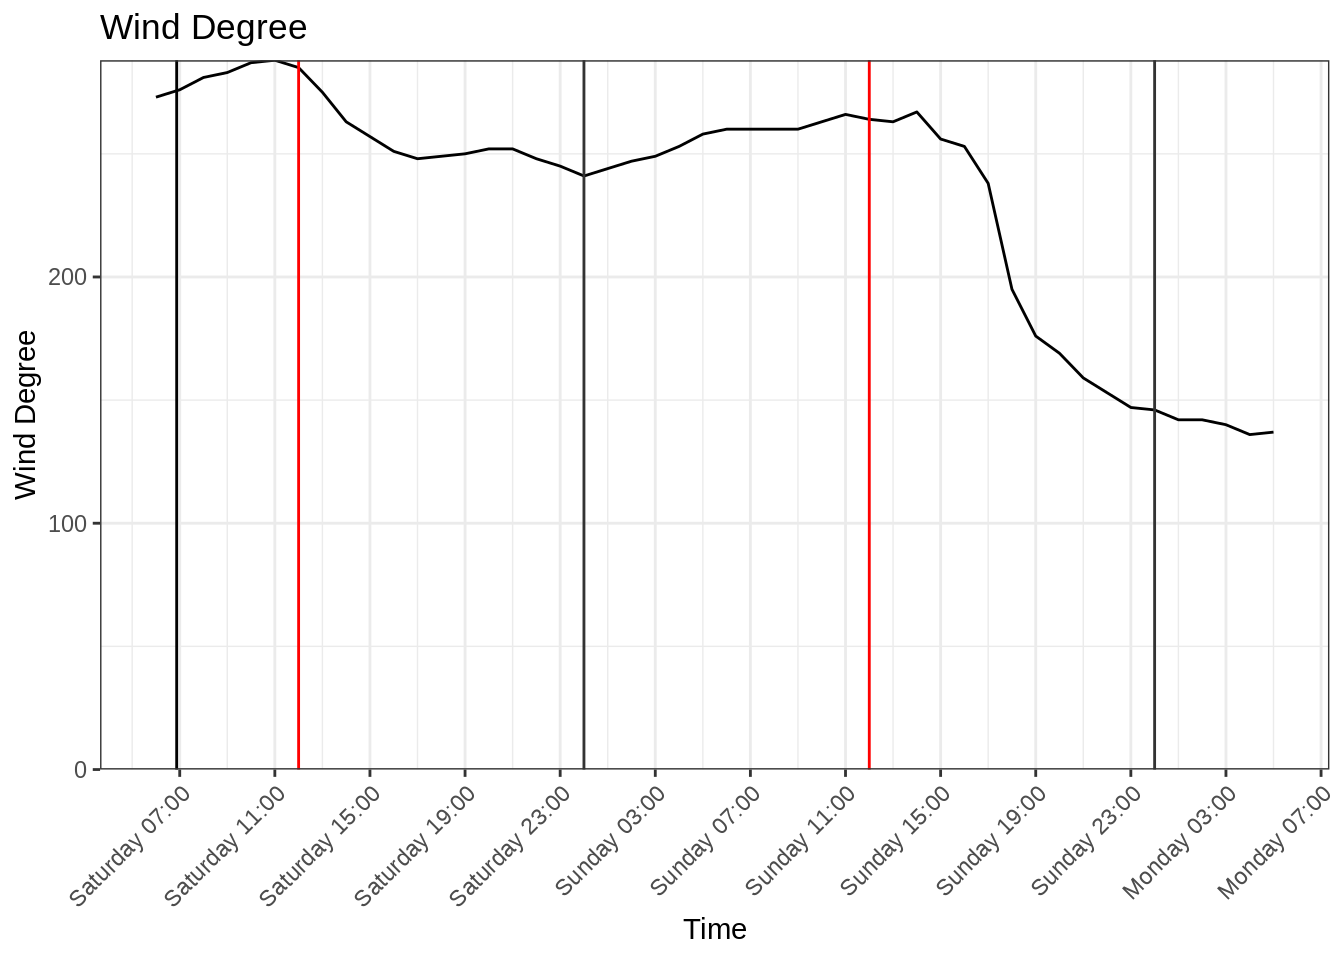 Wind Degree
Wind Degree
200
100
0
Saturday 07:00
Saturday 11:00
Saturday 15:00
Saturday 19:00
Saturday 23:00
Sunday 03:00
Sunday 07:00
Sunday 11:00
Sunday 15:00
Sunday 19:00
Sunday 23:00
Monday 03:00
Monday 07:00
Time